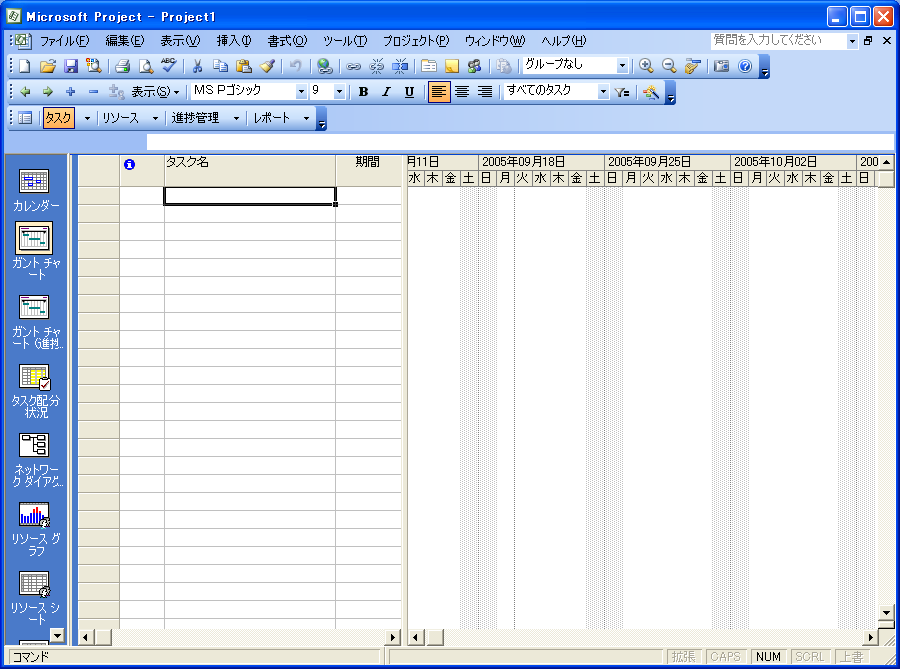 Microsoft Project - Project1
ファイル(F) 編集(E) 表示(V) 挿入(I) 書式(O) ツール(T) プロジェクト(P) ウィンドウ(W) ヘルプ(H) 質問を入力してください
グループなし
表示(S) MS Pゴシック 9 B I U すべてのタスク
タスク リソース 進捗管理 レポート
タスク名 期間 月11日 2005年09月18日 2005年09月25日 2005年10月02日 200
水 木 金 土 日 月 火 水 木 金 土 日 月 火 水 木 金 土 日 月 火 水 木 金 土 日
カレンダー
ガント チャ
ート
ガント チャ
ート (進捗..
タスク配分
状況
ネットワー
ク ダイアグ..
リソース グ
ラフ
リソース シ
ート
コマンド 拡張 CAPS NUM SCRL 上書